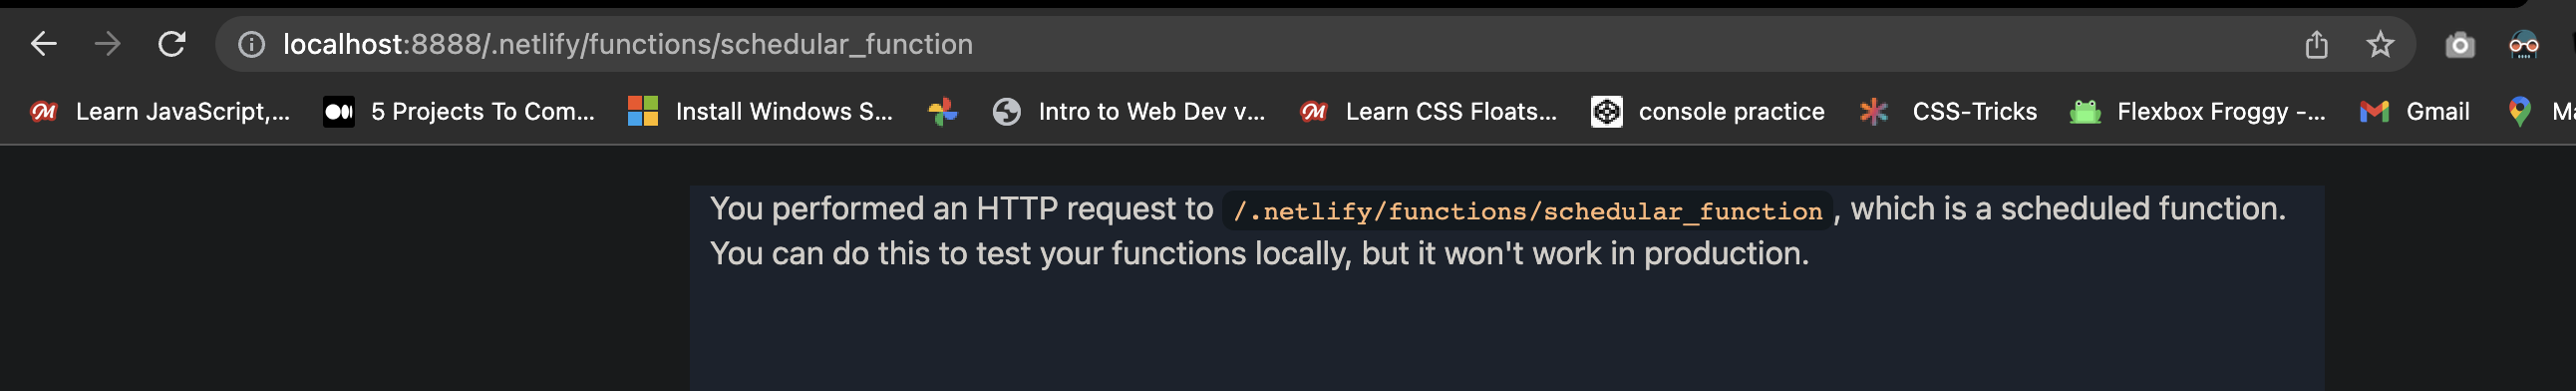 localhost:8888/.netlify/functions/schedular_function
Learn JavaScript,... 5 Projects To Com... Install Windows S... Intro to Web Dev v... Learn CSS Floats... console practice CSS-Tricks Flexbox Froggy -... Gmail Ma
You performed an HTTP request to /.netlify/functions/schedular_function, which is a scheduled function.
You can do this to test your functions locally, but it won't work in production.